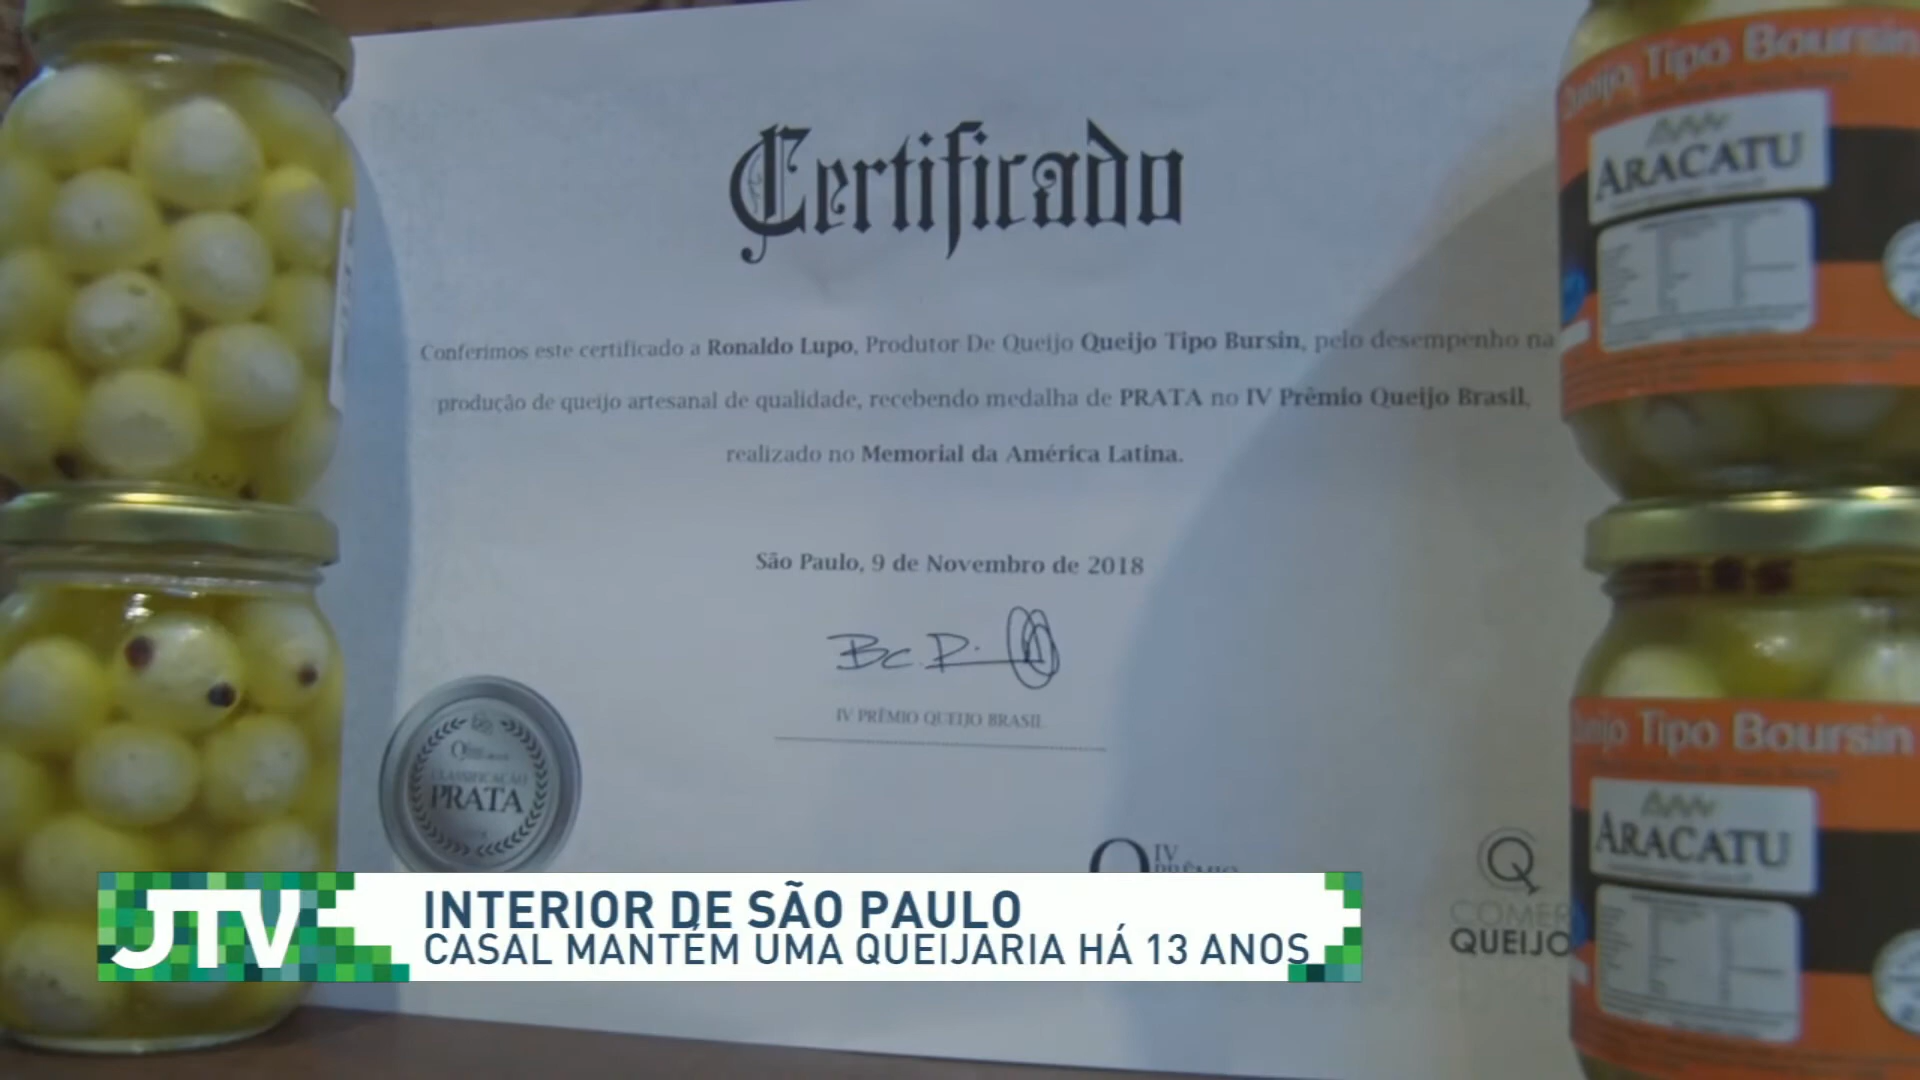 Certificado
Conferimos este certificado a Ronaldo Lupo, Produtor De Queijo Queijo Tipo Bursin, pelo desempenho na
produção de queijo artesanal de qualidade, recebendo medalha de PRATA no IV Prêmio Queijo Brasil,
realizado no Memorial da América Latina.
São Paulo, 9 de Novembro de 2018
IV PRÊMIO QUEIJO BRASIL
CLASSIFICAÇÃO
PRATA
IV
PRÊMIO
COMER
QUEIJO
Queijo Tipo Boursin
ARACATU
Queijo Tipo Boursin
ARACATU
JTV
INTERIOR DE SÃO PAULO
CASAL MANTÉM UMA QUEIJARIA HÁ 13 ANOS